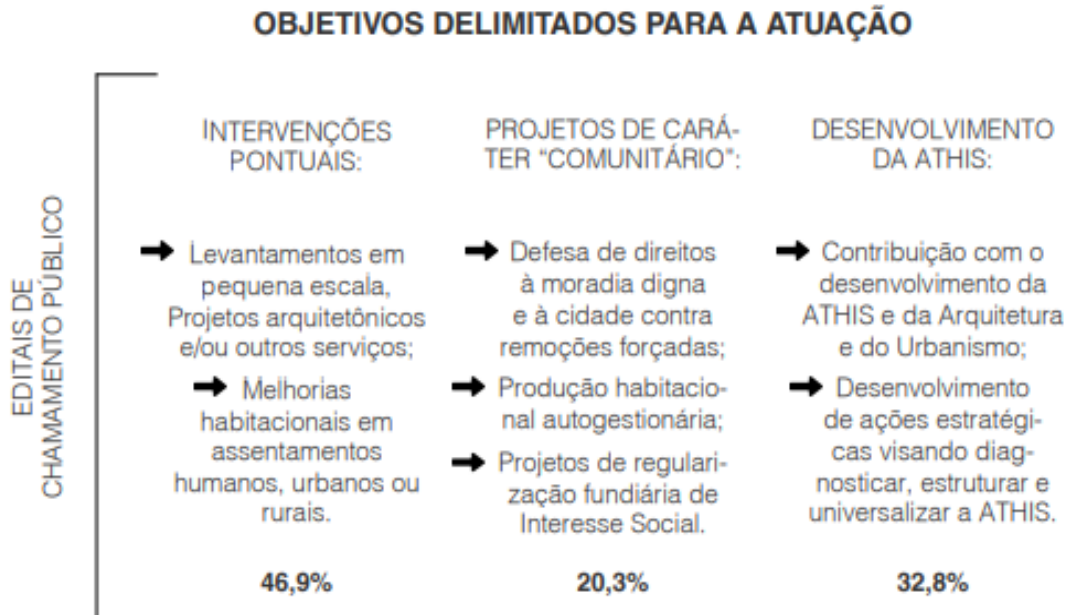 OBJETIVOS DELIMITADOS PARA A ATUAÇÃO
EDITAIS DE
CHAMAMENTO PÚBLICO
INTERVENÇÕES
PONTUAIS:
Levantamentos em
pequena escala,
Projetos arquitetônicos
e/ou outros serviços;
Melhorias
habitacionais em
assentamentos
humanos, urbanos ou
rurais.
46,9%
PROJETOS DE CARÁ-
TER “COMUNITÁRIO”:
Defesa de direitos
à moradia digna
e à cidade contra
remoções forçadas;
Produção habitacio-
nal autogestionária;
Projetos de regulari-
zação fundiária de
Interesse Social.
20,3%
DESENVOLVIMENTO
DA ATHIS:
Contribuição com o
desenvolvimento da
ATHIS e da Arquitetura
e do Urbanismo;
Desenvolvimento
de ações estratégi-
cas visando diag-
nosticar, estruturar e
universalizar a ATHIS.
32,8%